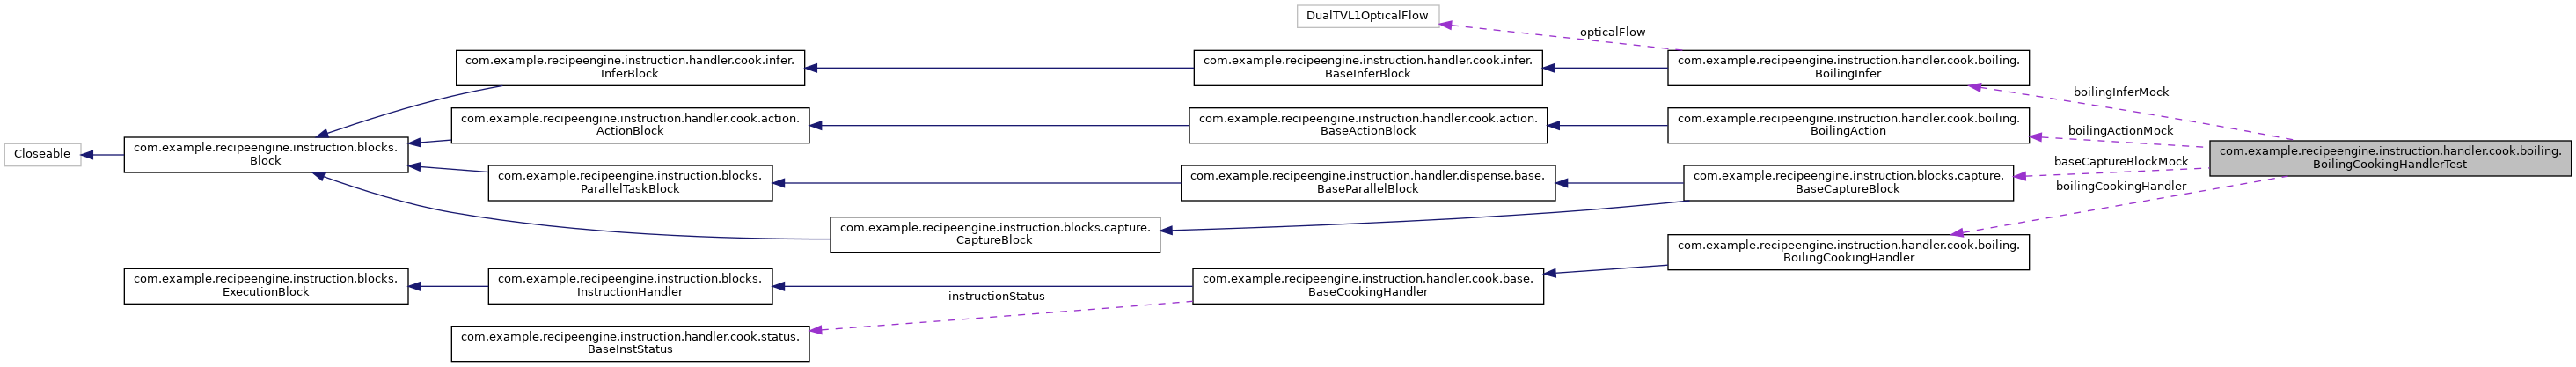 DualTVL1OpticalFlow
opticalFlow
com.example.recipeengine.instruction.handler.cook.infer.
InferBlock
com.example.recipeengine.instruction.handler.cook.infer.
BaseInferBlock
com.example.recipeengine.instruction.handler.cook.boiling.
BoilingInfer
boilingInferMock
com.example.recipeengine.instruction.handler.cook.action.
ActionBlock
com.example.recipeengine.instruction.handler.cook.action.
BaseActionBlock
com.example.recipeengine.instruction.handler.cook.boiling.
BoilingAction
boilingActionMock
Closeable
com.example.recipeengine.instruction.blocks.
Block
com.example.recipeengine.instruction.handler.cook.boiling.
BoilingCookingHandlerTest
baseCaptureBlockMock
com.example.recipeengine.instruction.blocks.
ParallelTaskBlock
com.example.recipeengine.instruction.handler.dispense.base.
BaseParallelBlock
com.example.recipeengine.instruction.blocks.capture.
BaseCaptureBlock
boilingCookingHandler
com.example.recipeengine.instruction.blocks.capture.
CaptureBlock
com.example.recipeengine.instruction.handler.cook.boiling.
BoilingCookingHandler
com.example.recipeengine.instruction.blocks.
ExecutionBlock
com.example.recipeengine.instruction.blocks.
InstructionHandler
instructionStatus
com.example.recipeengine.instruction.handler.cook.base.
BaseCookingHandler
com.example.recipeengine.instruction.handler.cook.status.
BaseInstStatus